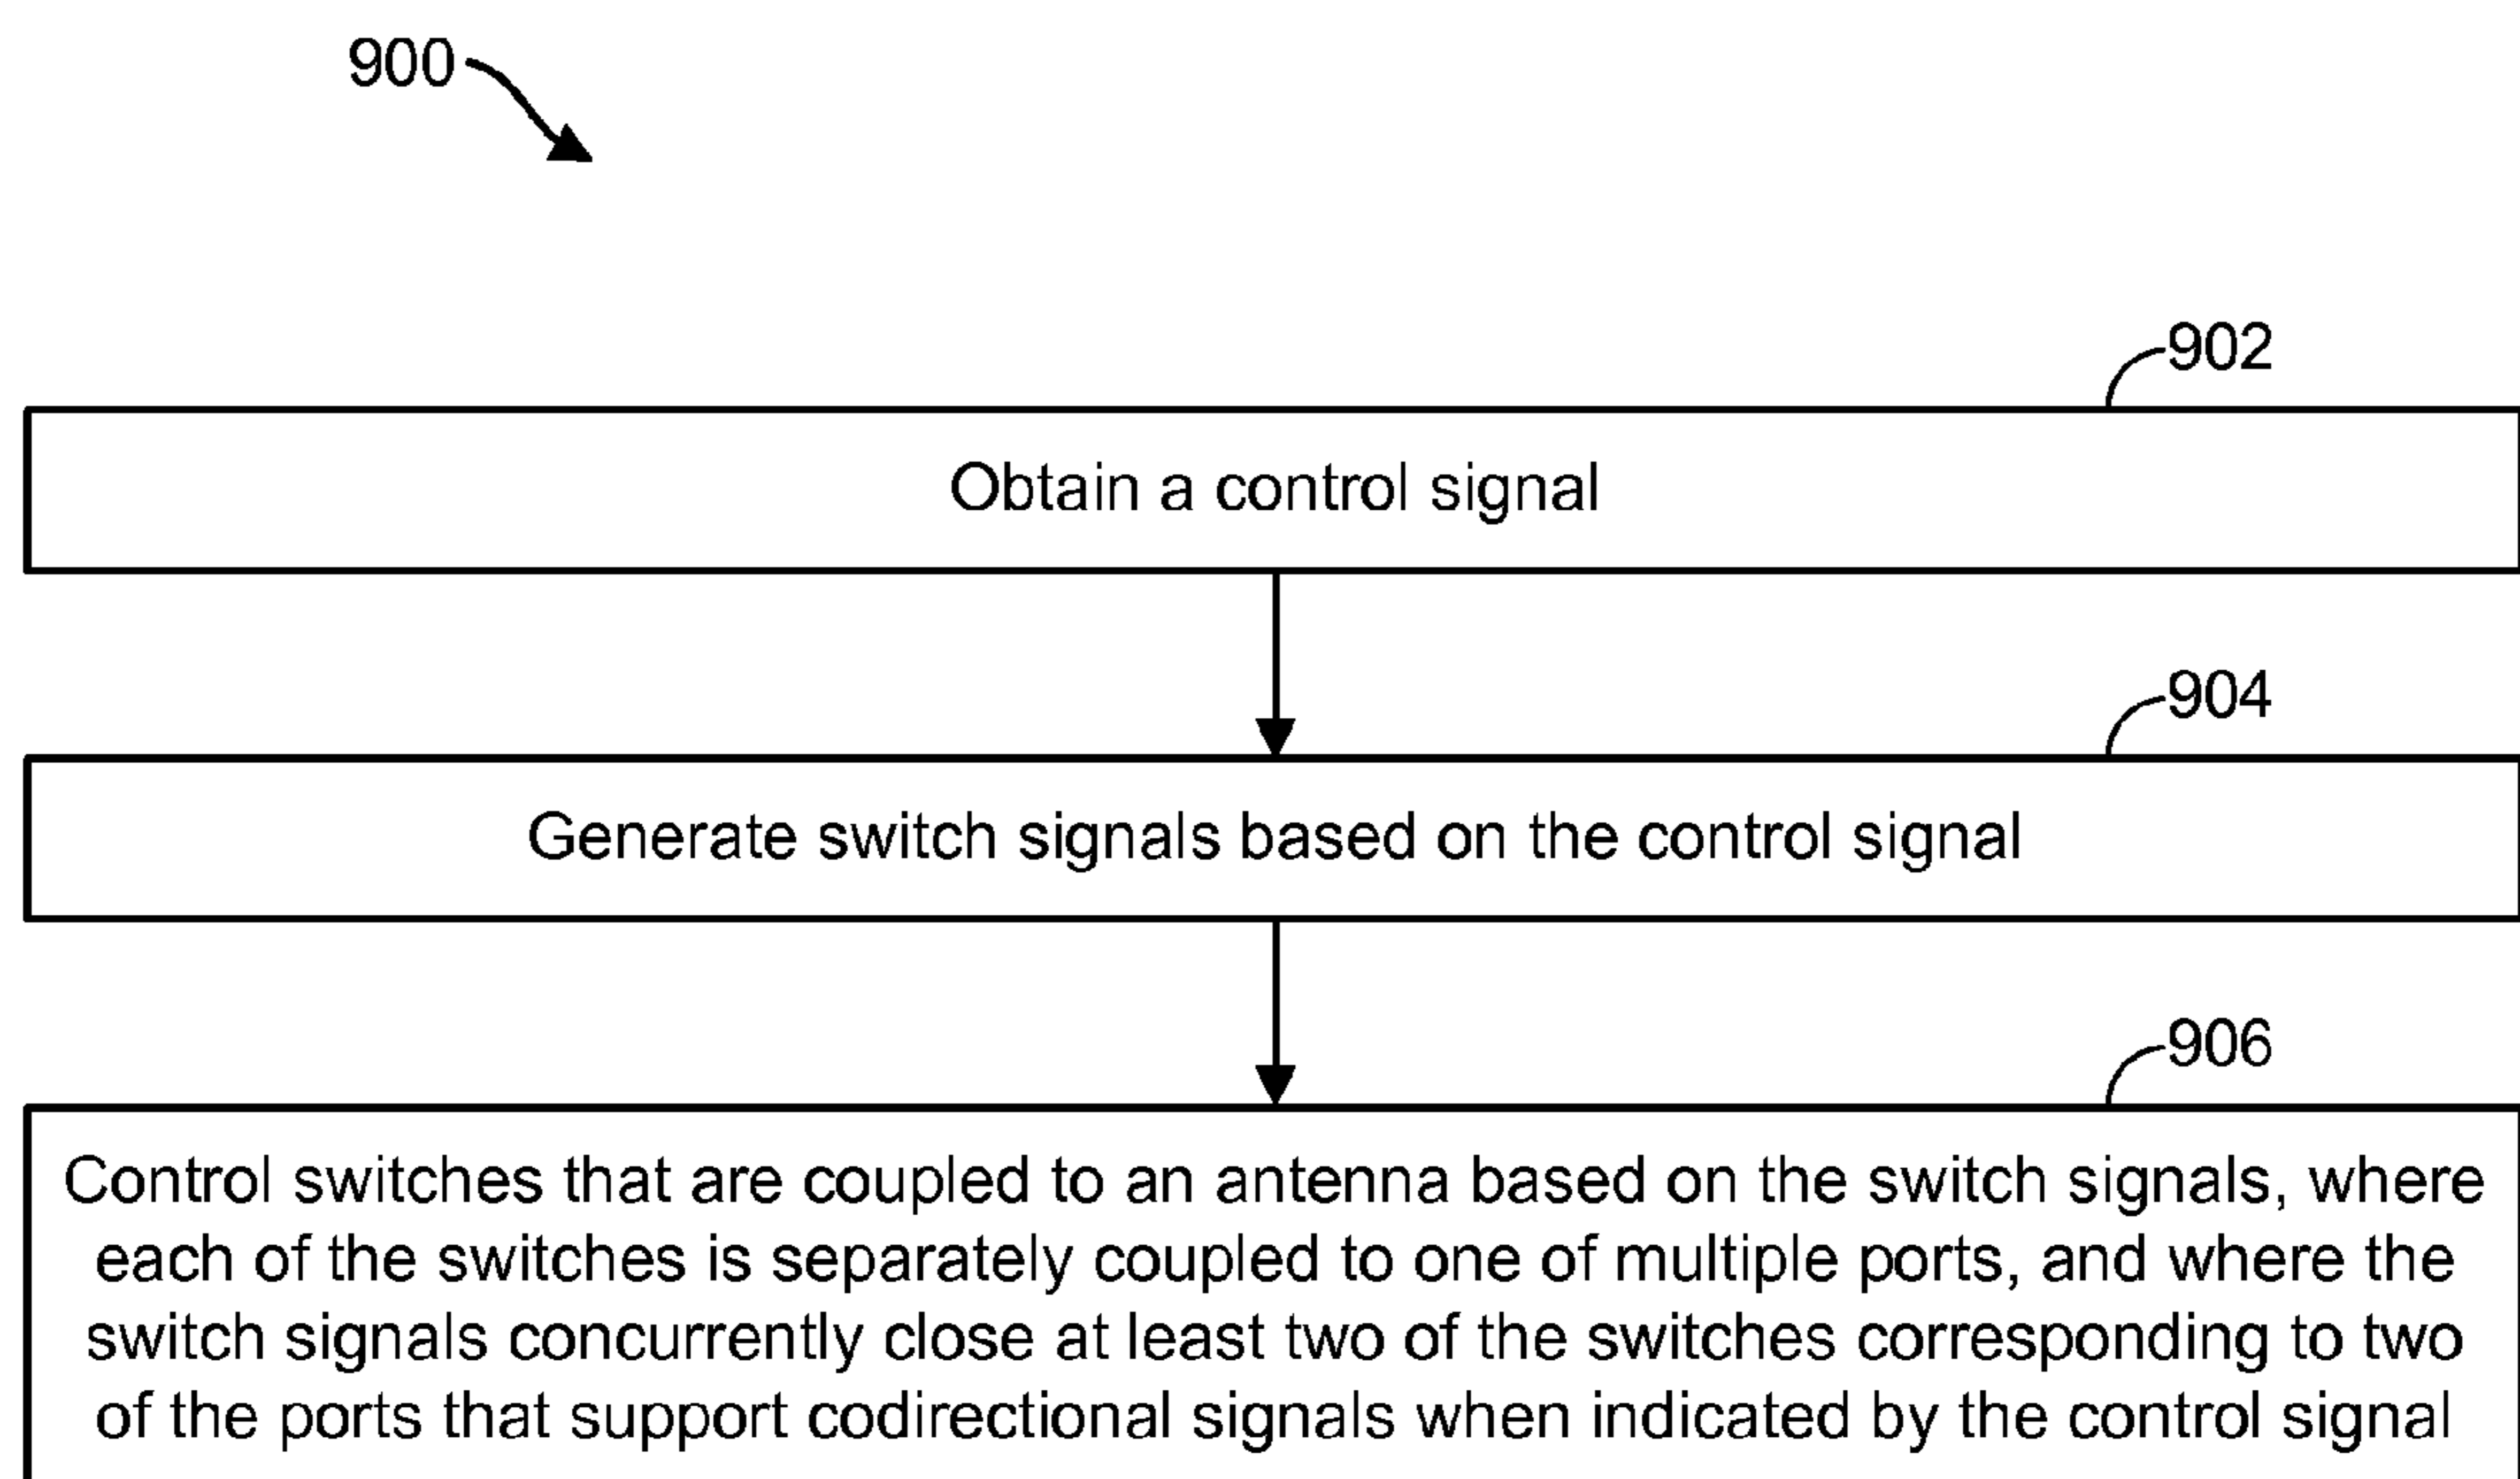 900
902
Obtain a control signal
904
Generate switch signals based on the control signal
906
Control switches that are coupled to an antenna based on the switch signals, where
each of the switches is separately coupled to one of multiple ports, and where the
switch signals concurrently close at least two of the switches corresponding to two
of the ports that support codirectional signals when indicated by the control signal